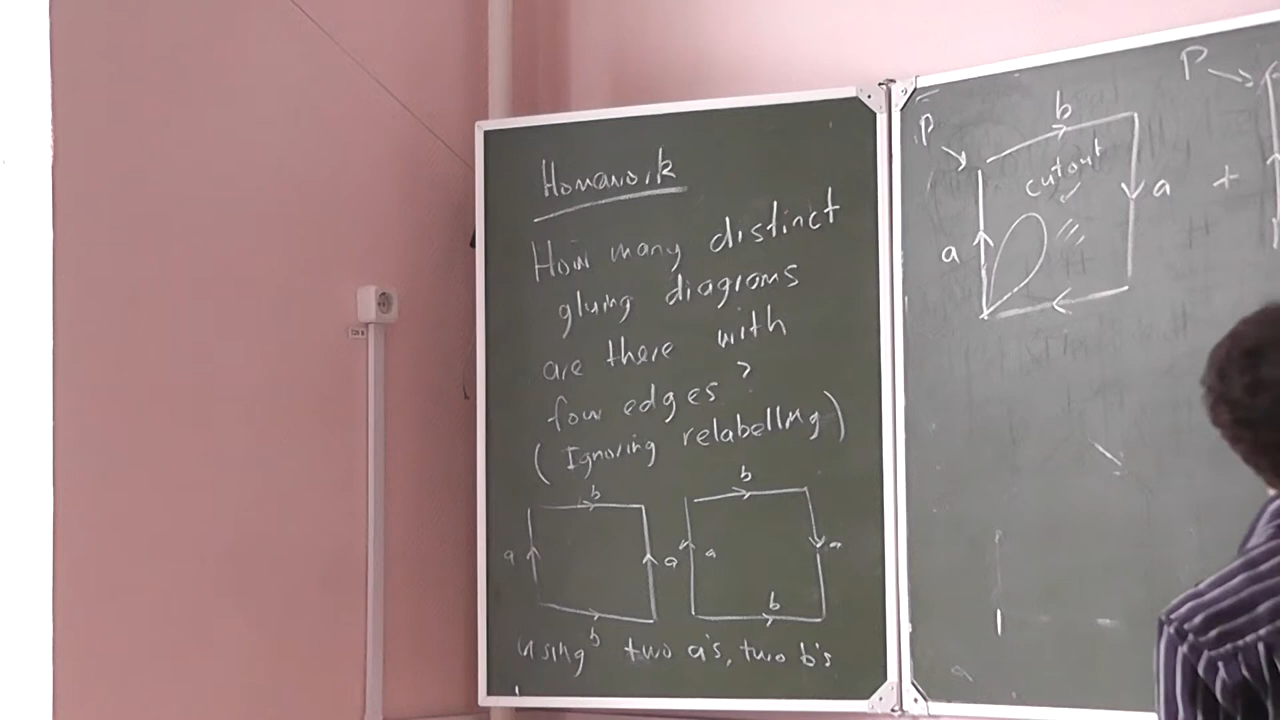 Homework
How many distinct
gluing diagrams
are there with
four edges?
(Ignoring relabelling)
b
a
a
b
b
a
a
b
using two a's, two b's
P
b
cutout
a
a
+
P